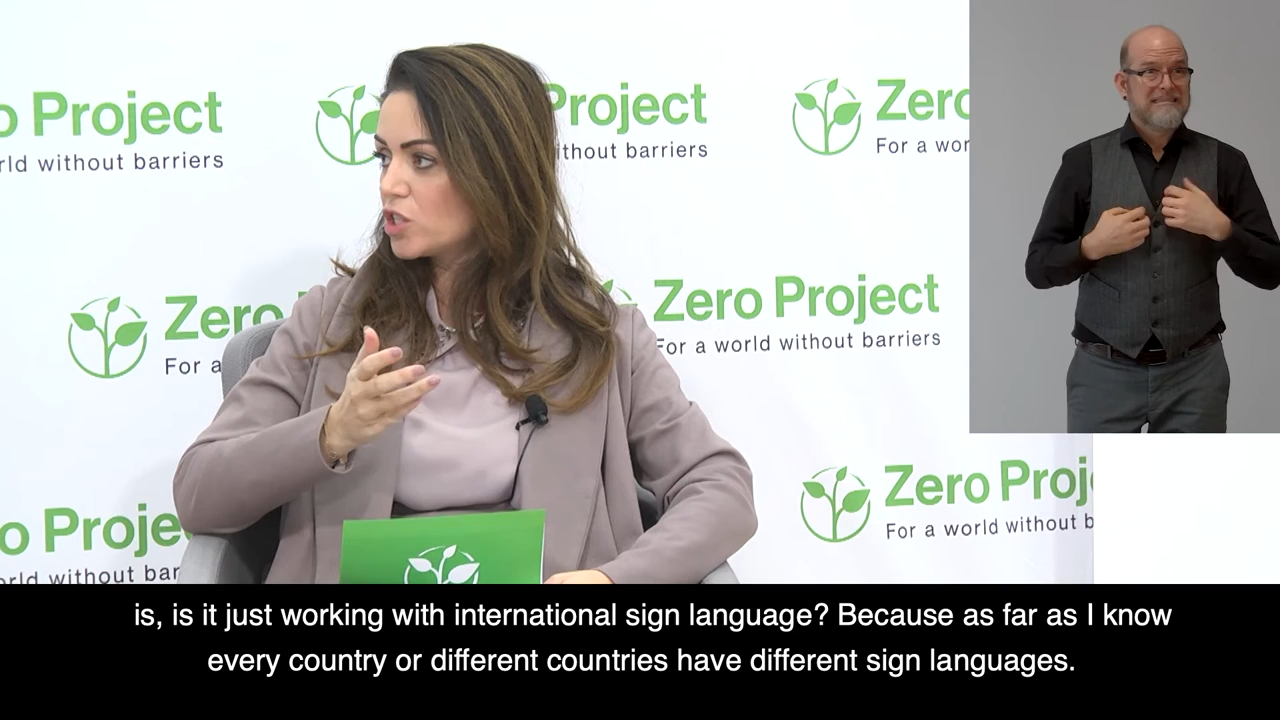 o Project
rld without barriers
Project
ithout barriers
Zero
For a wor
Zero
For a
Zero Project
For a world without barriers
o Proje
rld without bar
Zero Proj
For a world without b
is, is it just working with international sign language? Because as far as I know
every country or different countries have different sign languages.